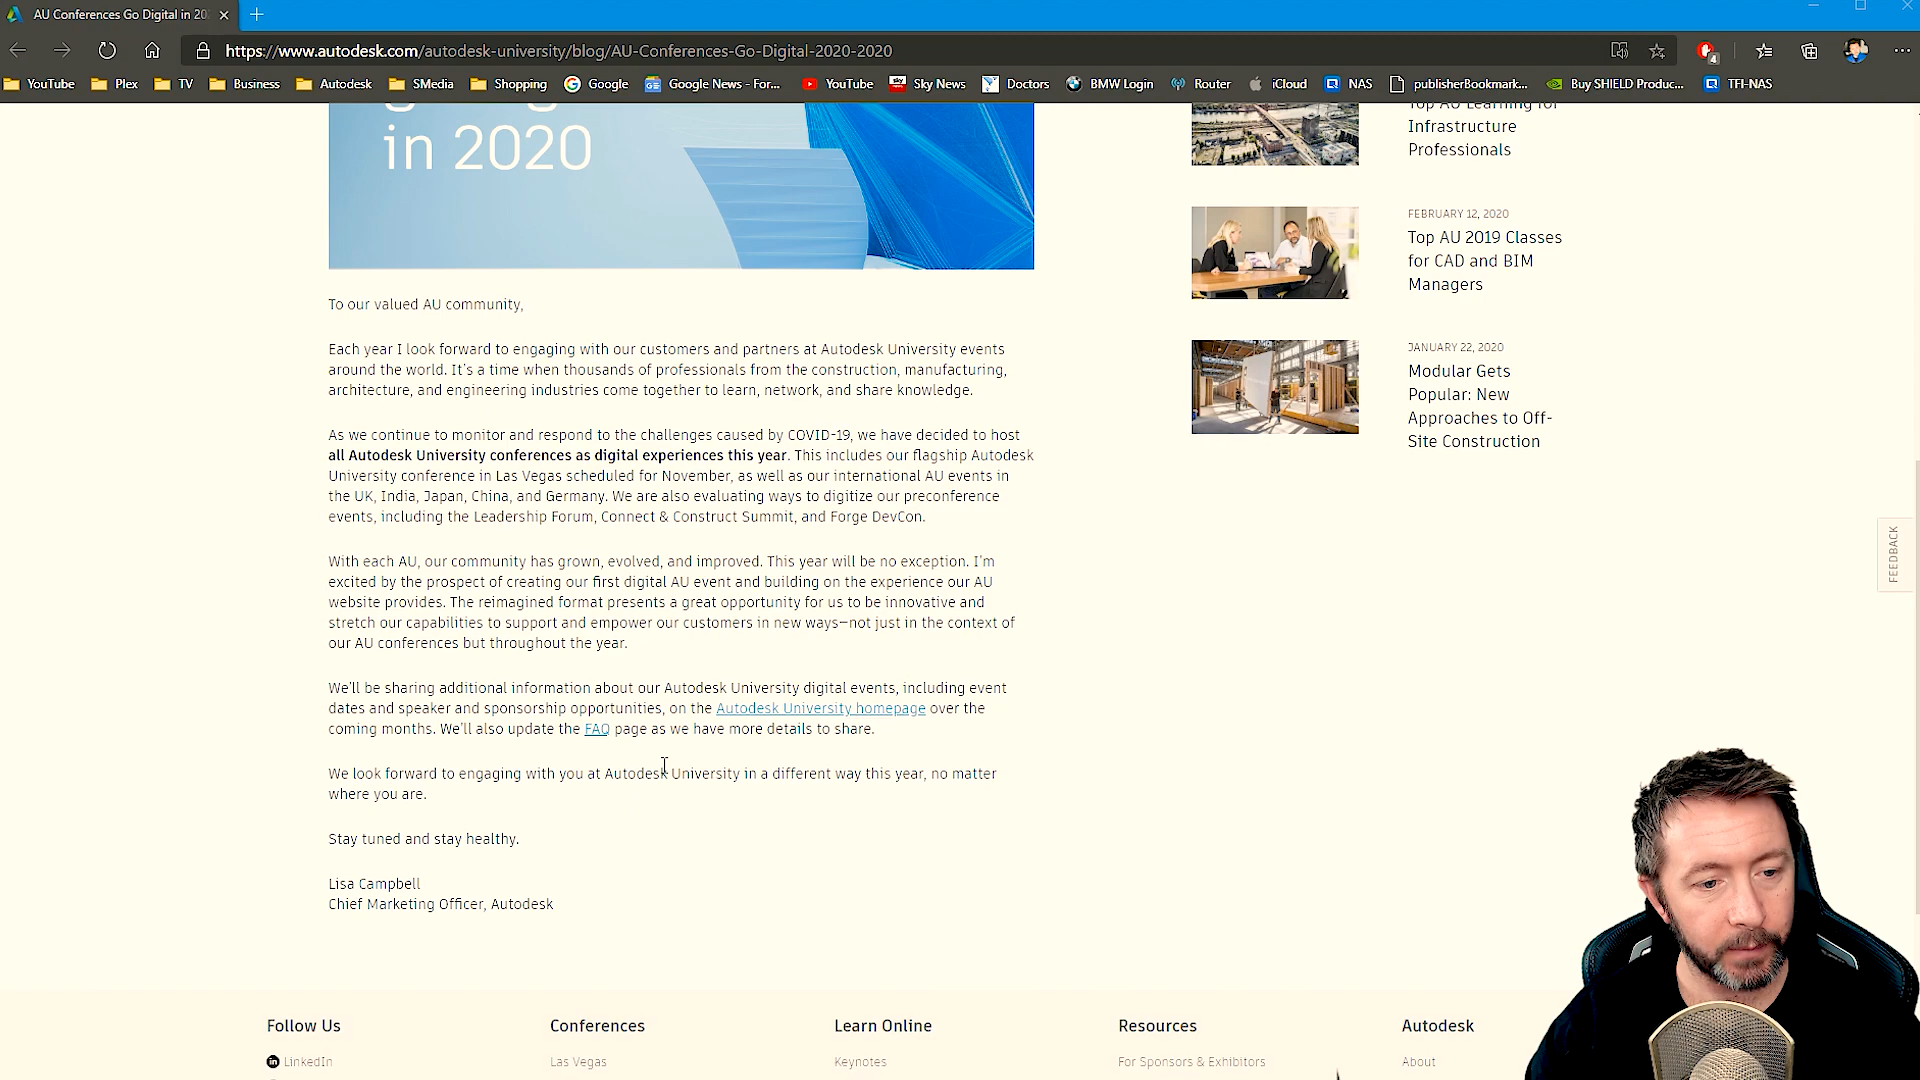 AU Conferences Go Digital in 20
https://www.autodesk.com/autodesk-university/blog/AU-Conferences-Go-Digital-2020-2020
4
YouTube
Plex
TV
Business
Autodesk
SMedia
Shopping
Google
Google News - For...
YouTube
Sky News
Doctors
BMW Login
Router
iCloud
NAS
publisherBookmark...
Buy SHIELD Produc...
TFI-NAS
in 2020
To our valued AU community,
Each year I look forward to engaging with our customers and partners at Autodesk University events
around the world. It's a time when thousands of professionals from the construction, manufacturing,
architecture, and engineering industries come together to learn, network, and share knowledge.
As we continue to monitor and respond to the challenges caused by COVID-19, we have decided to host
all Autodesk University conferences as digital experiences this year. This includes our flagship Autodesk
University conference in Las Vegas scheduled for November, as well as our international AU events in
the UK, India, Japan, China, and Germany. We are also evaluating ways to digitize our preconference
events, including the Leadership Forum, Connect & Construct Summit, and Forge DevCon.
With each AU, our community has grown, evolved, and improved. This year will be no exception. I'm
excited by the prospect of creating our first digital AU event and building on the experience our AU
website provides. The reimagined format presents a great opportunity for us to be innovative and
stretch our capabilities to support and empower our customers in new ways—not just in the context of
our AU conferences but throughout the year.
We'll be sharing additional information about our Autodesk University digital events, including event
dates and speaker and sponsorship opportunities, on the Autodesk University homepage over the
coming months. We'll also update the FAQ page as we have more details to share.
We look forward to engaging with you at Autodesk University in a different way this year, no matter
where you are.
Stay tuned and stay healthy.
Lisa Campbell
Chief Marketing Officer, Autodesk
Top AU Learning for
Infrastructure
Professionals
FEBRUARY 12, 2020
Top AU 2019 Classes
for CAD and BIM
Managers
JANUARY 22, 2020
Modular Gets
Popular: New
Approaches to Off-
Site Construction
FEEDBACK
Follow Us
LinkedIn
Conferences
Las Vegas
Learn Online
Keynotes
Resources
For Sponsors & Exhibitors
Autodesk
About